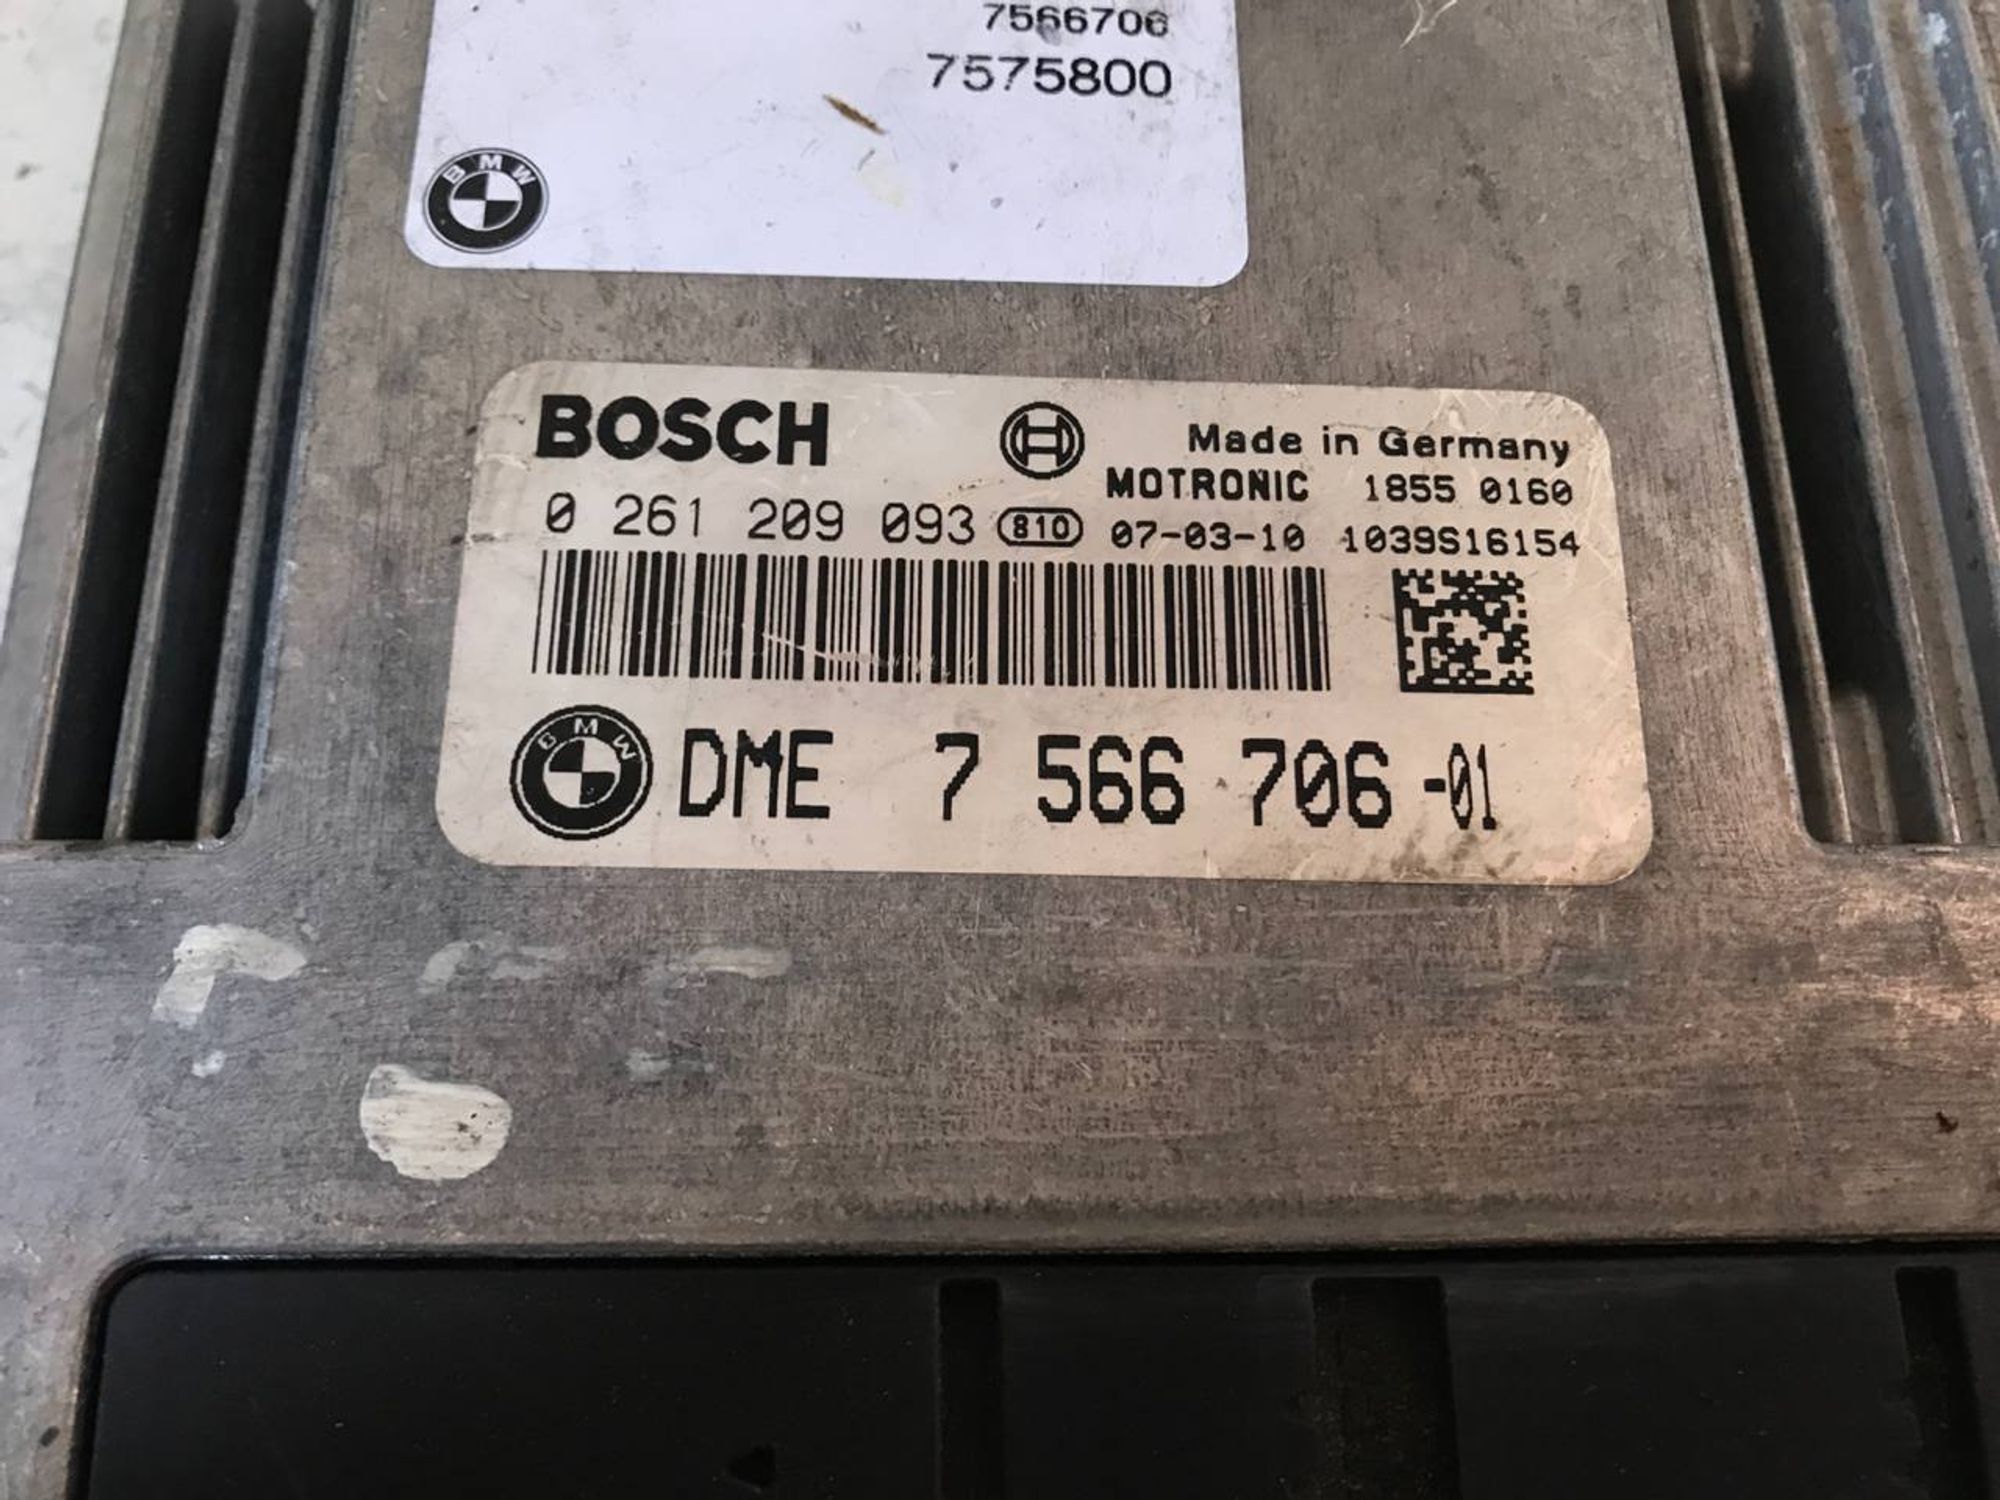 7566706
7575800
BMW
BOSCH
Made in Germany
MOTRONIC 1855 0160
0 261 209 093 810 07-03-10 1039S16154
BMW DME 7 566 706 -01